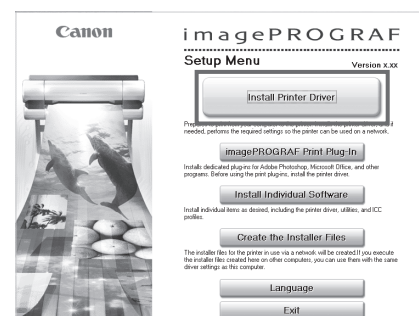 Canon
imagePROGRAF
Setup Menu
Version x.xx
Install Printer Driver
needed, performs the required settings so the printer can be used on a network.
imagePROGRAF Print Plug-In
Installs dedicated plug-ins for Adobe Photoshop, Microsoft Office, and other
programs. Before using the print plug-ins, install the printer driver.
Install Individual Software
Install individual items as desired, including the printer driver, utilities, and ICC
profiles.
Create the Installer Files
The installer files for the printer in use via a network will be created.If you execute
the installer files created here on other computers, you can use them with the same
driver settings as this computer.
Language
Exit